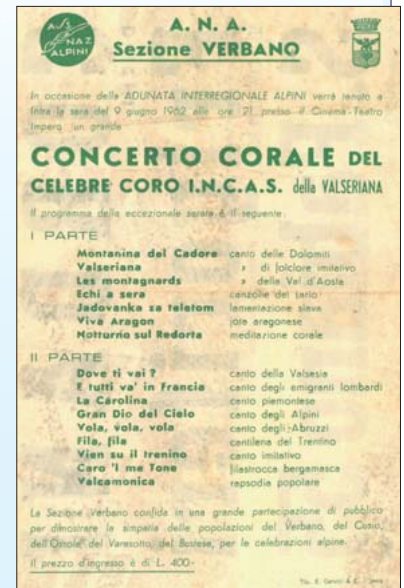 ASS. NAZ. ALPINI
A. N. A.
Sezione VERBANO
In occasione della ADUNATA INTERREGIONALE ALPINI verrà tenuto a
Intra la sera del 9 giugno 1962 alle ore 21 presso il Cinema-Teatro
Impero un grande
CONCERTO CORALE DEL
CELEBRE CORO I.N.C.A.S. della VALSERIANA
Il programma della eccezionale serata è il seguente:
I PARTE
Montanina del Cadore canto delle Dolomiti
Valseriana » di folclore imitativo
Les montagnards » della Val d'Aosta
Echi a sera canzone del Lario
Jadovanka za teletom lamentazione slava
Viva Aragon jota aragonese
Notturno sul Redorta meditazione corale
II PARTE
Dove ti vai ? canto della Valsesia
E tutti va' in Francia canto degli emigranti lombardi
La Carolina canto piemontese
Gran Dio del Cielo canto degli Alpini
Vola, vola, vola canto degli Abruzzi
Fila, fila cantilena del Trentino
Vien su il trenino canto imitativo
Caro 'l me Tone filastrocca bergamasca
Valcamonica rapsodia popolare
La Sezione Verbano confida in una grande partecipazione di pubblico
per dimostrare la simpatia delle popolazioni del Verbano, del Cusio,
dell'Ossola, del Varesotto, del Bustese, per le celebrazioni alpine.
Il prezzo d'ingresso è di L. 400-